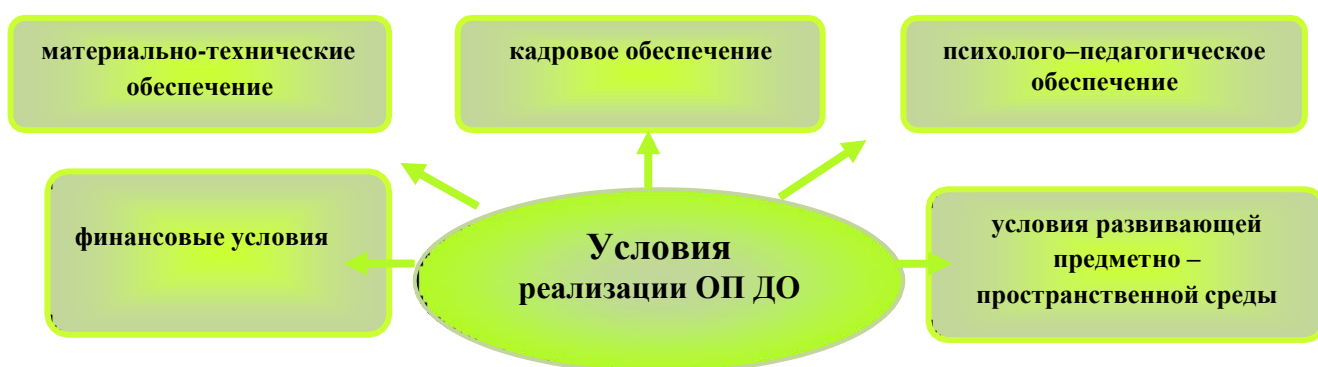 материально-технические
обеспечение
кадровое обеспечение
психолого–педагогическое
обеспечение
финансовые условия
Условия
реализации ОП ДО
условия развивающей
предметно –
пространственной среды